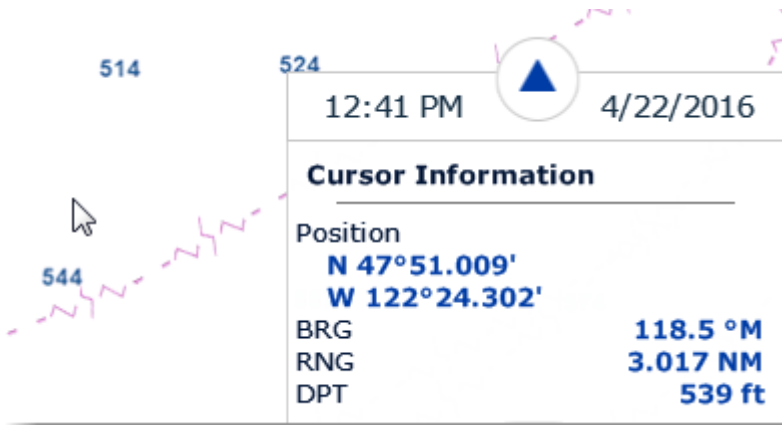 514
524
12:41 PM 4/22/2016
Cursor Information
Position
N 47°51.009'
W 122°24.302'
544
BRG 118.5 °M
RNG 3.017 NM
DPT 539 ft